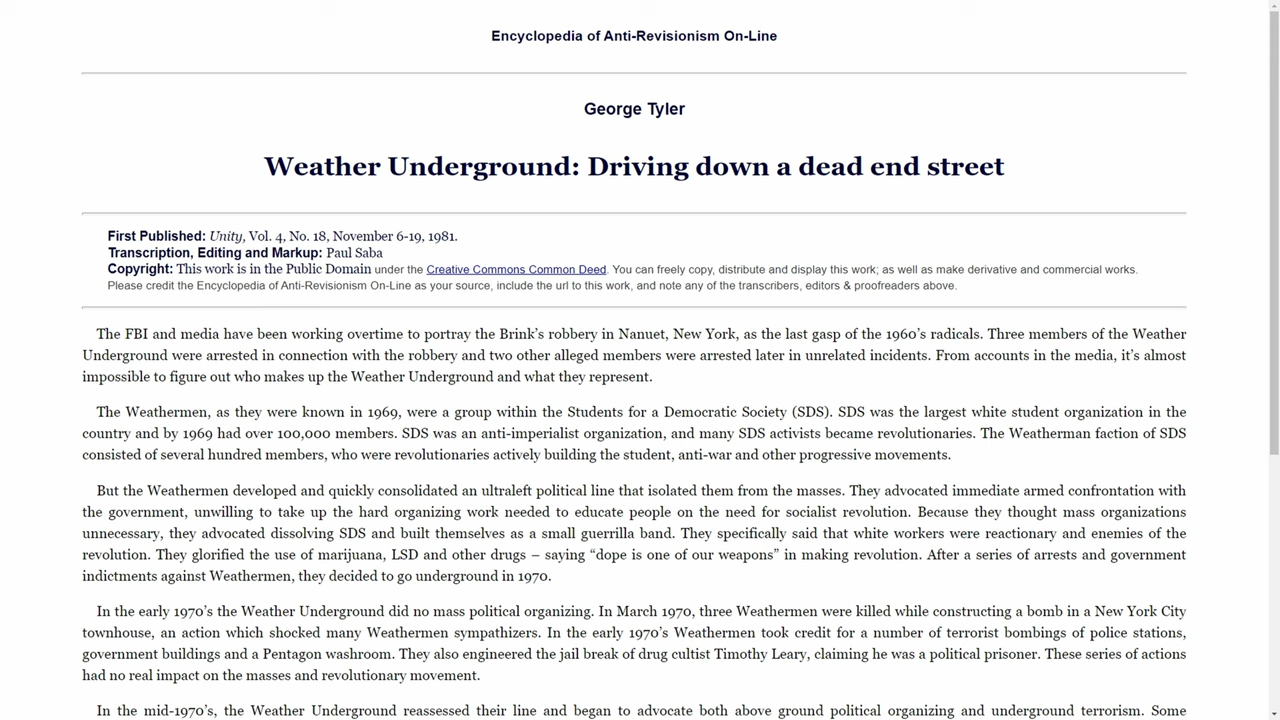 Encyclopedia of Anti-Revisionism On-Line
George Tyler
Weather Underground: Driving down a dead end street
First Published: Unity, Vol. 4, No. 18, November 6-19, 1981.
Transcription, Editing and Markup: Paul Saba
Copyright: This work is in the Public Domain under the Creative Commons Common Deed. You can freely copy, distribute and display this work; as well as make derivative and commercial works.
Please credit the Encyclopedia of Anti-Revisionism On-Line as your source, include the url to this work, and note any of the transcribers, editors & proofreaders above.
The FBI and media have been working overtime to portray the Brink’s robbery in Nanuet, New York, as the last gasp of the 1960’s radicals. Three members of the Weather
Underground were arrested in connection with the robbery and two other alleged members were arrested later in unrelated incidents. From accounts in the media, it’s almost
impossible to figure out who makes up the Weather Underground and what they represent.
The Weathermen, as they were known in 1969, were a group within the Students for a Democratic Society (SDS). SDS was the largest white student organization in the
country and by 1969 had over 100,000 members. SDS was an anti-imperialist organization, and many SDS activists became revolutionaries. The Weatherman faction of SDS
consisted of several hundred members, who were revolutionaries actively building the student, anti-war and other progressive movements.
But the Weathermen developed and quickly consolidated an ultraleft political line that isolated them from the masses. They advocated immediate armed confrontation with
the government, unwilling to take up the hard organizing work needed to educate people on the need for socialist revolution. Because they thought mass organizations
unnecessary, they advocated dissolving SDS and built themselves as a small guerrilla band. They specifically said that white workers were reactionary and enemies of the
revolution. They glorified the use of marijuana, LSD and other drugs – saying “dope is one of our weapons” in making revolution. After a series of arrests and government
indictments against Weathermen, they decided to go underground in 1970.
In the early 1970’s the Weather Underground did no mass political organizing. In March 1970, three Weathermen were killed while constructing a bomb in a New York City
townhouse, an action which shocked many Weathermen sympathizers. In the early 1970’s Weathermen took credit for a number of terrorist bombings of police stations,
government buildings and a Pentagon washroom. They also engineered the jail break of drug cultist Timothy Leary, claiming he was a political prisoner. These series of actions
had no real impact on the masses and revolutionary movement.
In the mid-1970’s, the Weather Underground reassessed their line and began to advocate both above ground political organizing and underground terrorism. Some